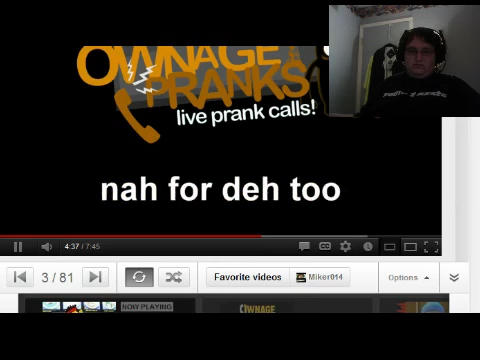 OWNAGE
PRANKS
live prank calls!
nah for deh too
4:37 / 7:45
CC
3 / 81
Favorite videos
Miker014
Options
NOW PLAYING
OWNAGE